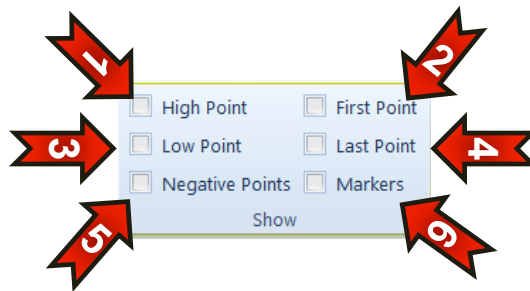 1 2
High Point First Point
3 Low Point Last Point 4
Negative Points Markers
5 Show 6